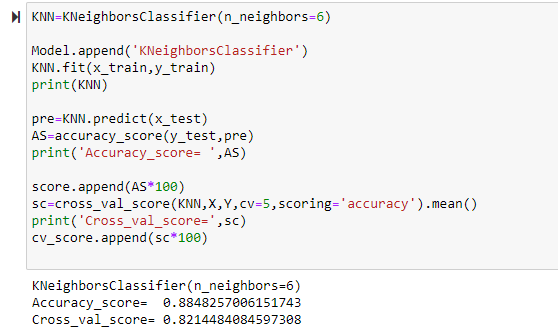 KNN=KNeighborsClassifier(n_neighbors=6)
Model.append('KNeighborsClassifier')
KNN.fit(x_train,y_train)
print(KNN)
pre=KNN.predict(x_test)
AS=accuracy_score(y_test,pre)
print('Accuracy_score= ',AS)
score.append(AS*100)
sc=cross_val_score(KNN,X,Y,cv=5,scoring='accuracy').mean()
print('Cross_val_score=',sc)
cv_score.append(sc*100)
KNeighborsClassifier(n_neighbors=6)
Accuracy_score=  0.8848257006151743
Cross_val_score= 0.8214484084597308